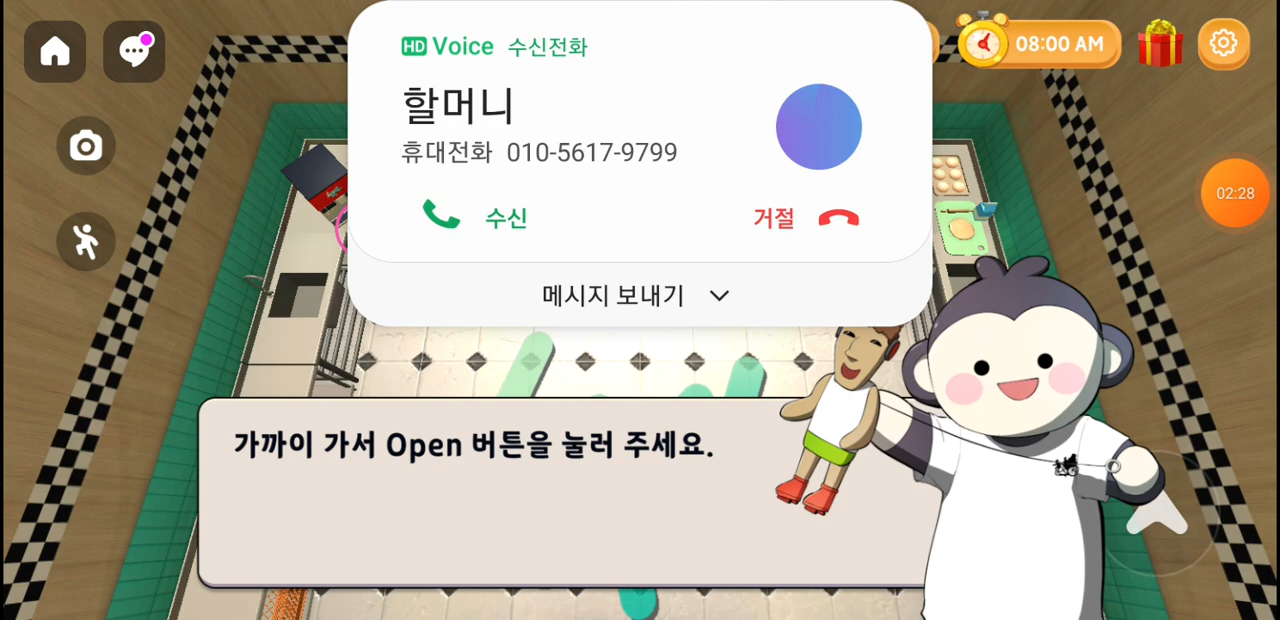 HD Voice 수신전화
할머니
휴대전화 010-5617-9799
수신 거절
메시지 보내기
08:00 AM
02:28
가까이 가서 Open 버튼을 눌러 주세요.